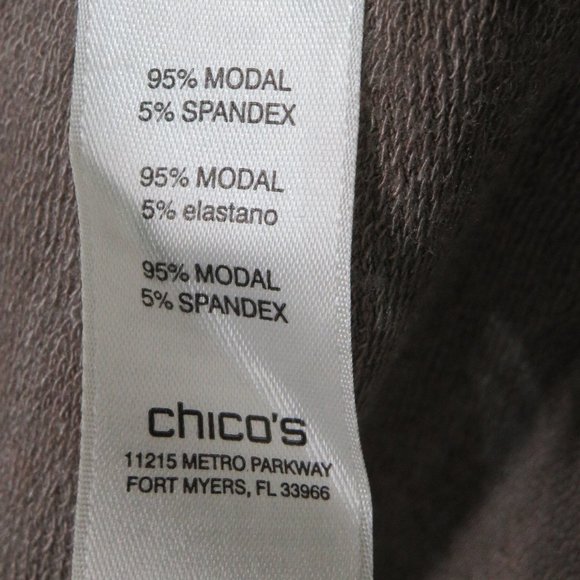 95% MODAL
5% SPANDEX
95% MODAL
5% elastano
95% MODAL
5% SPANDEX
chico's
11215 METRO PARKWAY
FORT MYERS, FL 33966